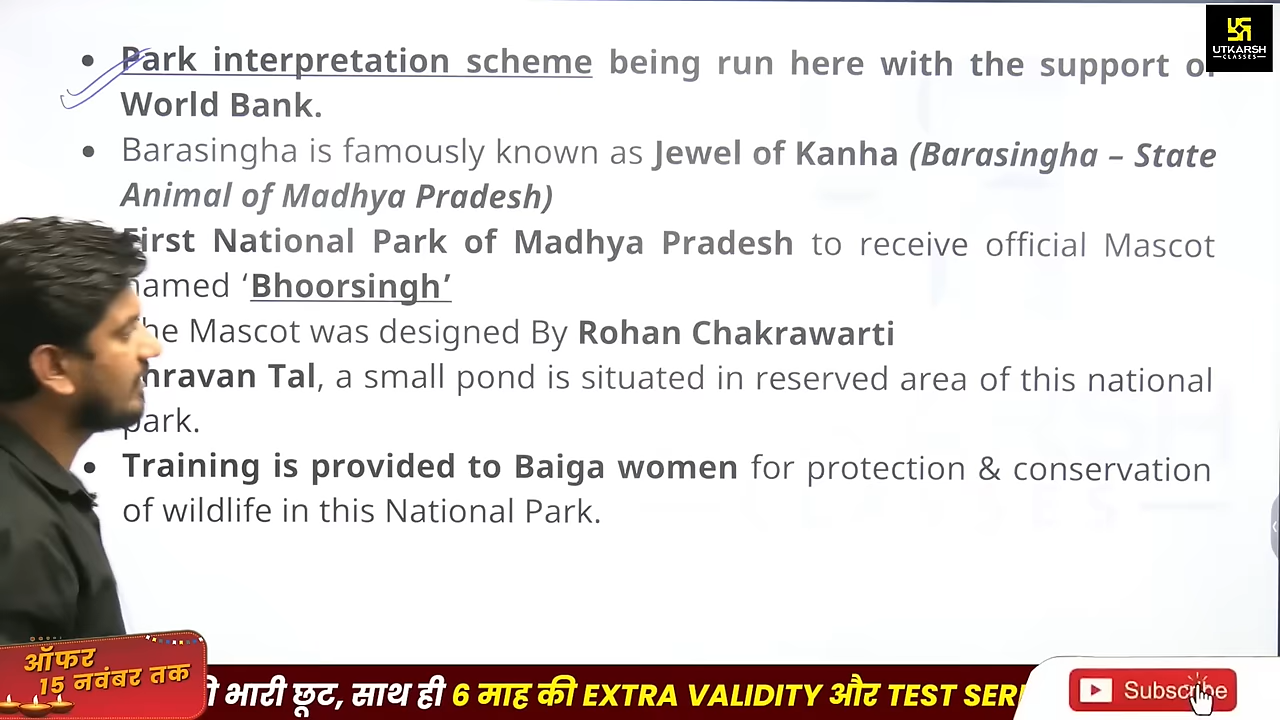 Park interpretation scheme being run here with the support of
World Bank.
Barasingha is famously known as Jewel of Kanha (Barasingha – State
Animal of Madhya Pradesh)
First National Park of Madhya Pradesh to receive official Mascot
named ‘Bhoorsingh’
The Mascot was designed By Rohan Chakrawarti
Tal, a small pond is situated in reserved area of this national
park.
Training is provided to Baiga women for protection & conservation
of wildlife in this National Park.
UTKARSH
CLASSES
ऑफर
15 नवंबर तक
भारी छूट, साथ ही 6 माह की EXTRA VALIDITY और TEST
Subscribe